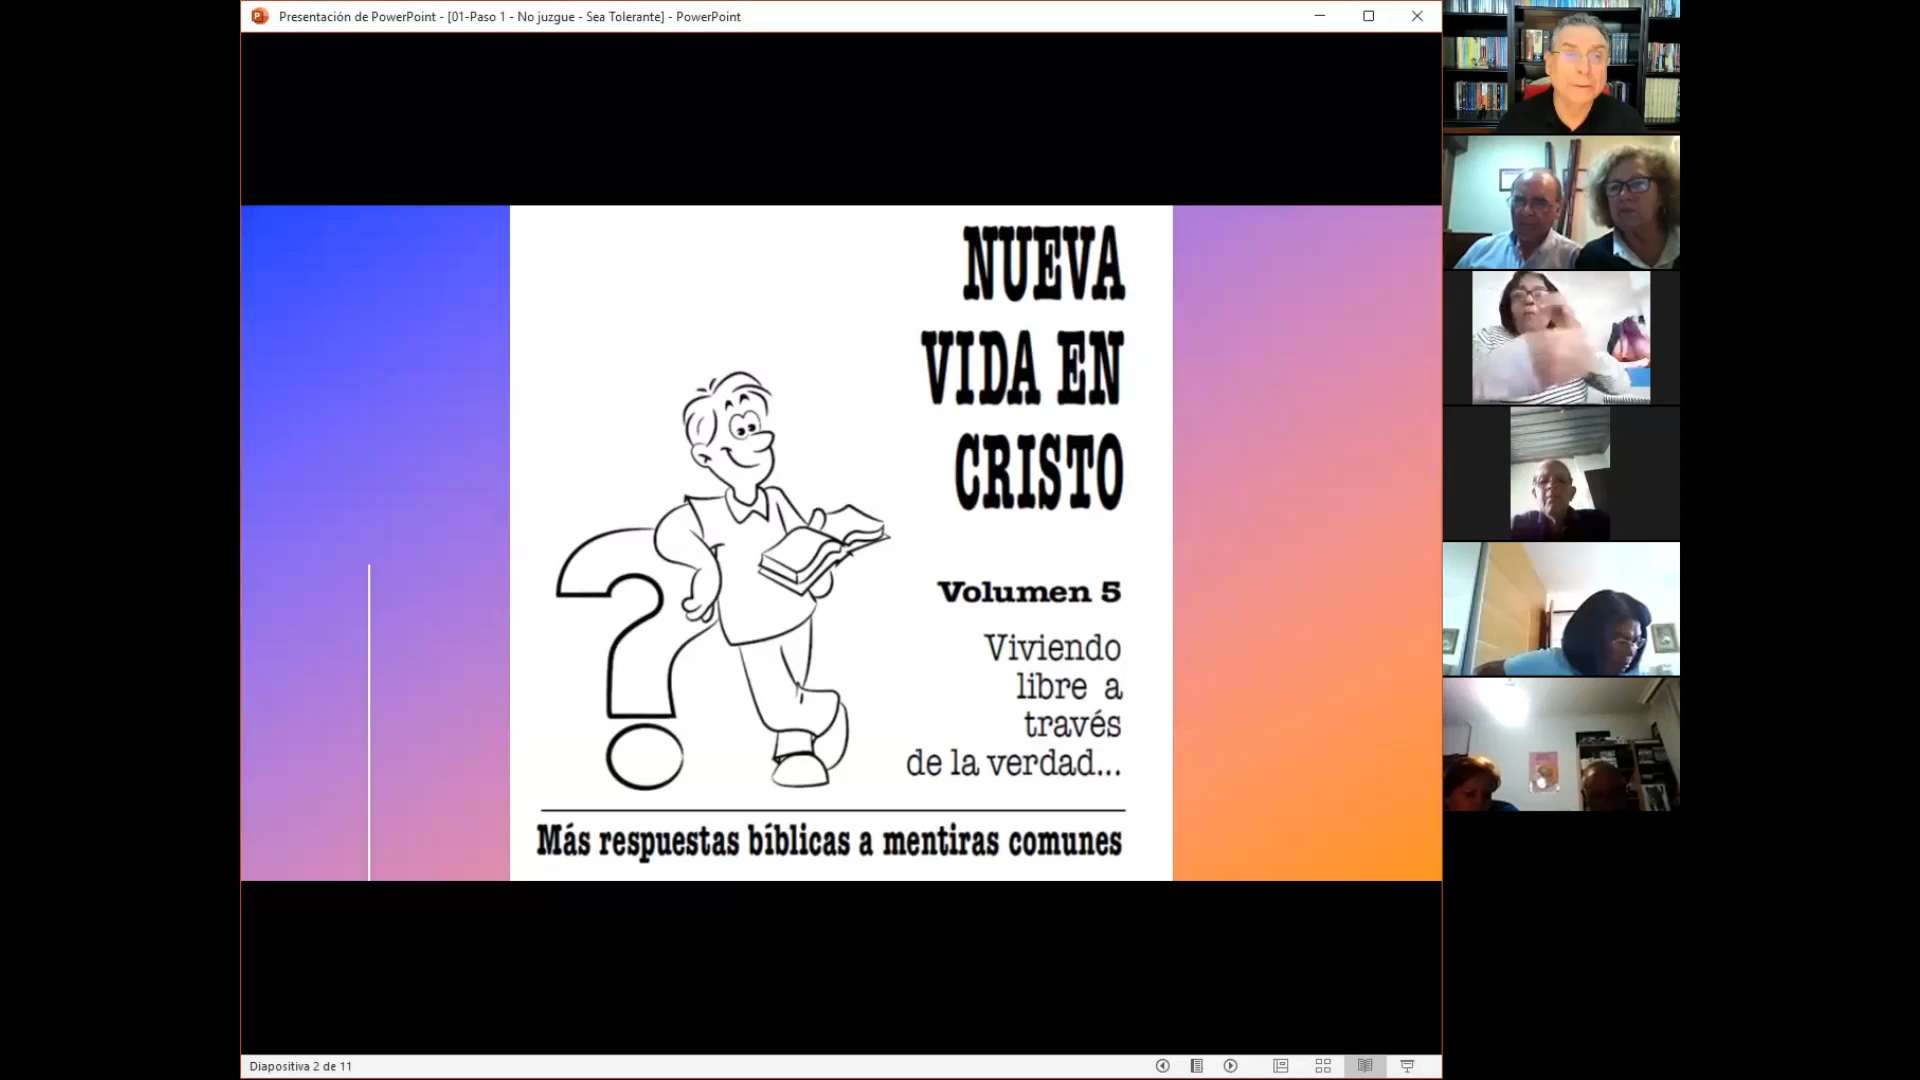 Presentación de PowerPoint - [01-Paso 1 - No juzgue - Sea Tolerante] - PowerPoint
NUEVA
VIDA EN
CRISTO
Volumen 5
Viviendo
libre a
través
de la verdad...
Más respuestas bíblicas a mentiras comunes
Diapositiva 2 de 11